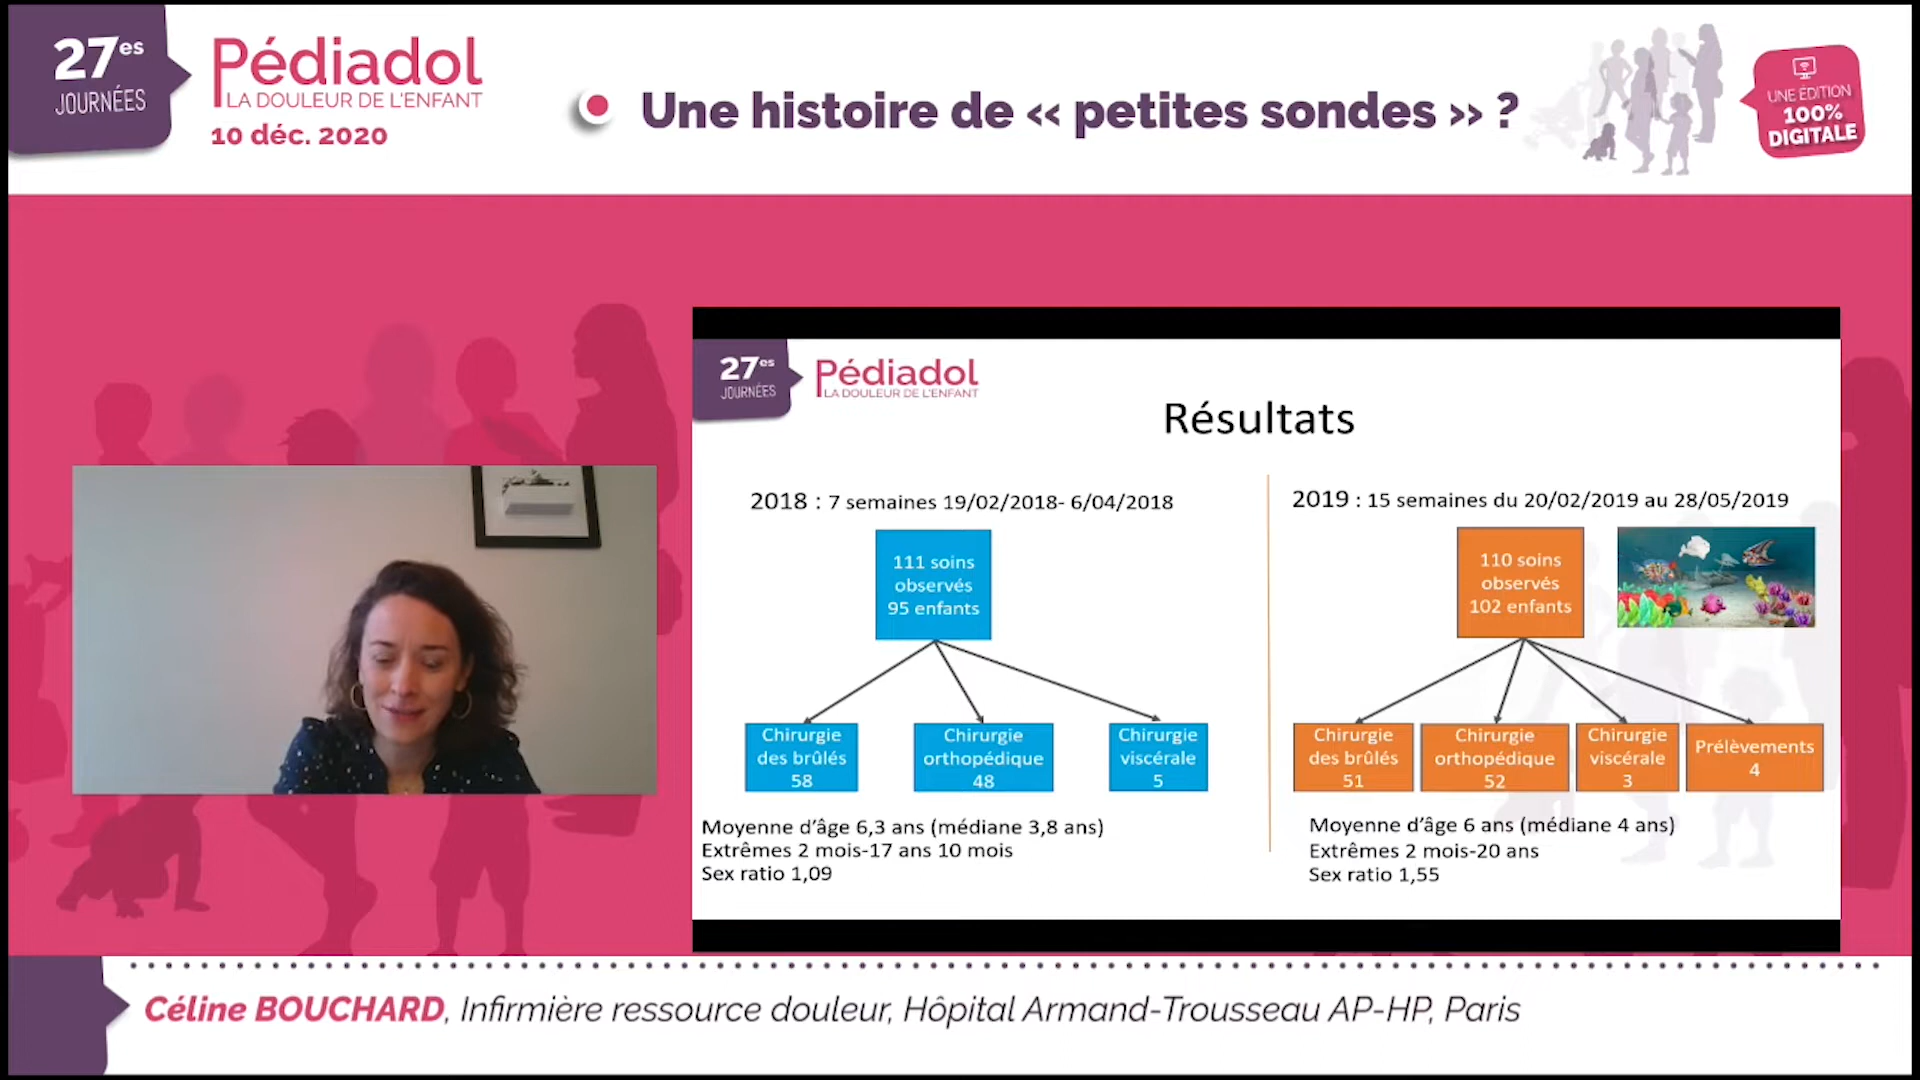 27es
JOURNÉES
Pédiadol
LA DOULEUR DE L'ENFANT
10 déc. 2020
Une histoire de « petites sondes » ?
UNE ÉDITION
100%
DIGITALE
27es
JOURNÉES
Pédiadol
LA DOULEUR DE L'ENFANT
Résultats
2018 : 7 semaines 19/02/2018- 6/04/2018
111 soins
observés
95 enfants
Chirurgie
des brûlés
58
Chirurgie
orthopédique
48
Chirurgie
viscérale
5
Moyenne d'âge 6,3 ans (médiane 3,8 ans)
Extrêmes 2 mois-17 ans 10 mois
Sex ratio 1,09
2019 : 15 semaines du 20/02/2019 au 28/05/2019
110 soins
observés
102 enfants
Chirurgie
des brûlés
51
Chirurgie
orthopédique
52
Chirurgie
viscérale
3
Prélèvements
4
Moyenne d'âge 6 ans (médiane 4 ans)
Extrêmes 2 mois-20 ans
Sex ratio 1,55
Céline BOUCHARD, Infirmière ressource douleur, Hôpital Armand-Trousseau AP-HP, Paris